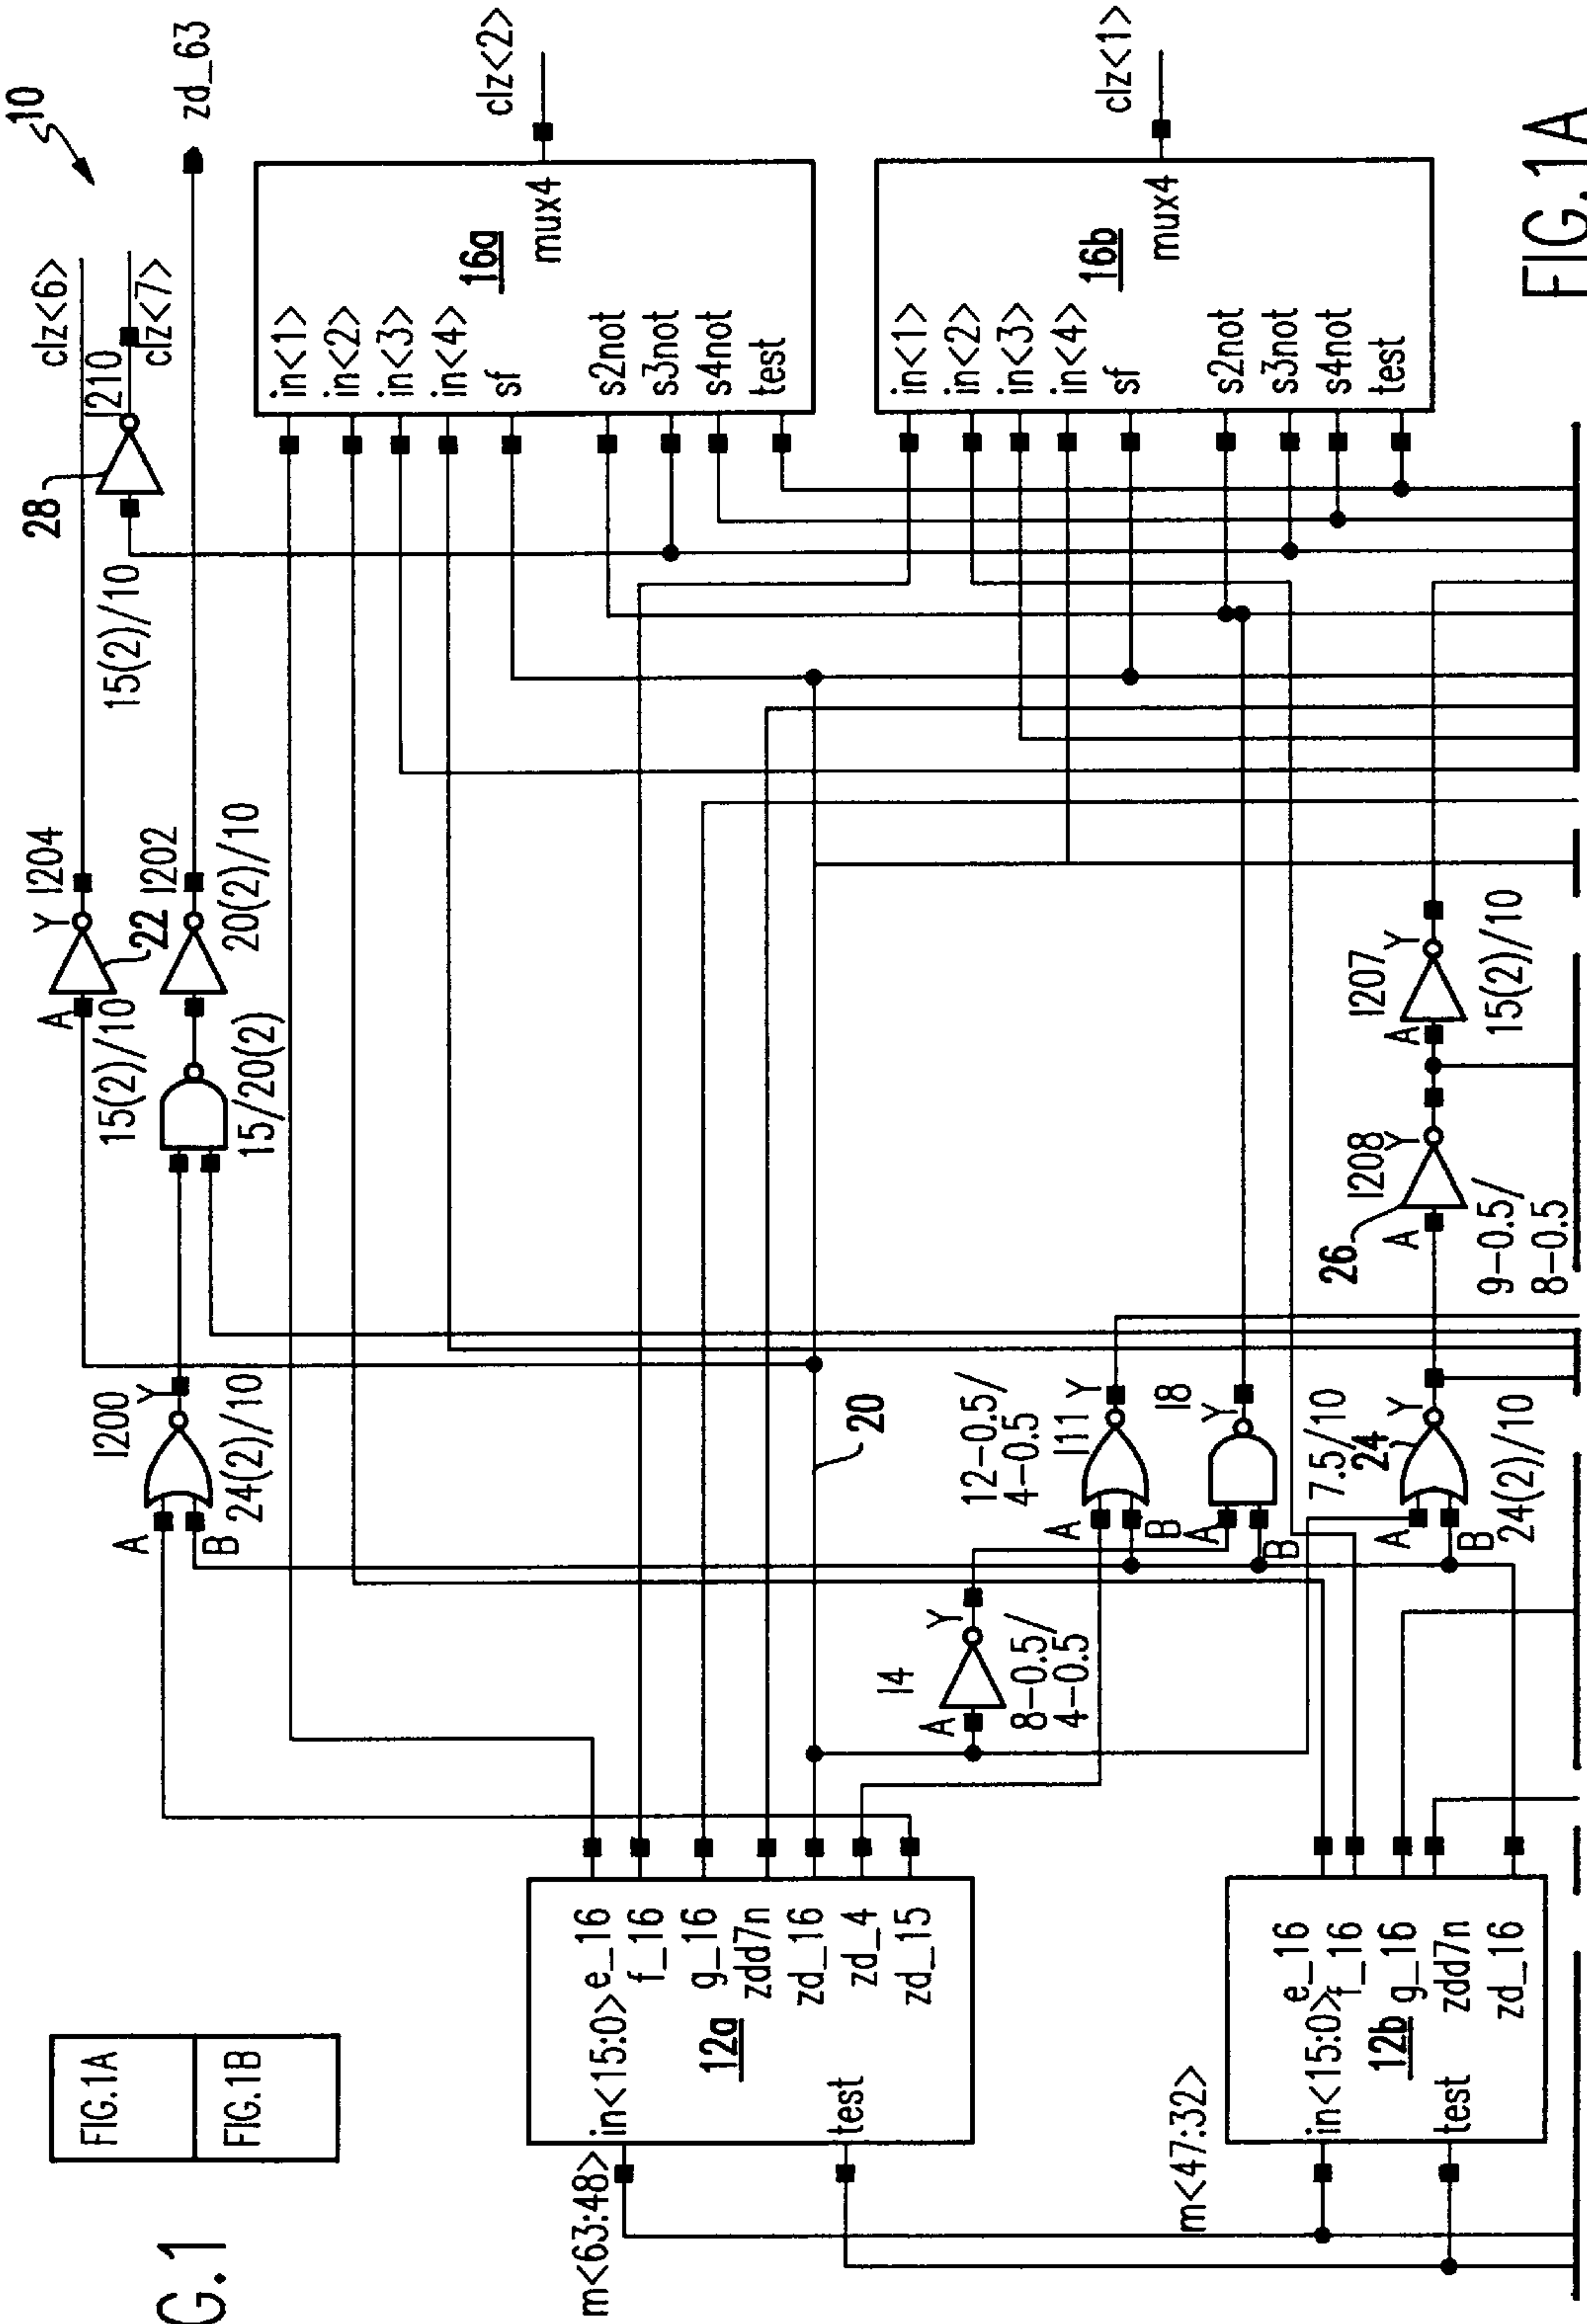 10
clz<6>
I204
Y
A
22
15(2)/10
28
I210
clz<7>
15(2)/10
zd_63
I202
20(2)/10
15/20(2)
I200
Y
A
B
24(2)/10
FIG.1A
FIG.1B
G.1
in<1>
in<2>
in<3>
in<4>
sf
s2not
s3not
s4not
test
16a
mux4
clz<2>
in<1>
in<2>
in<3>
in<4>
sf
s2not
s3not
s4not
test
16b
mux4
clz<1>
20
m<63:48>
in<15:0>
test
12a
e_16
f_16
g_16
zdd7n
zd_16
zd_4
zd_15
I4
A
Y
8-0.5/
4-0.5
12-0.5/
4-0.5
I11
A
B
Y
I8
A
B
Y
7.5/10
24
A
B
Y
24(2)/10
I208
A
Y
26
9-0.5/
8-0.5
I207
A
Y
15(2)/10
m<47:32>
in<15:0>
test
12b
e_16
f_16
g_16
zdd7n
zd_16
FIG.1A